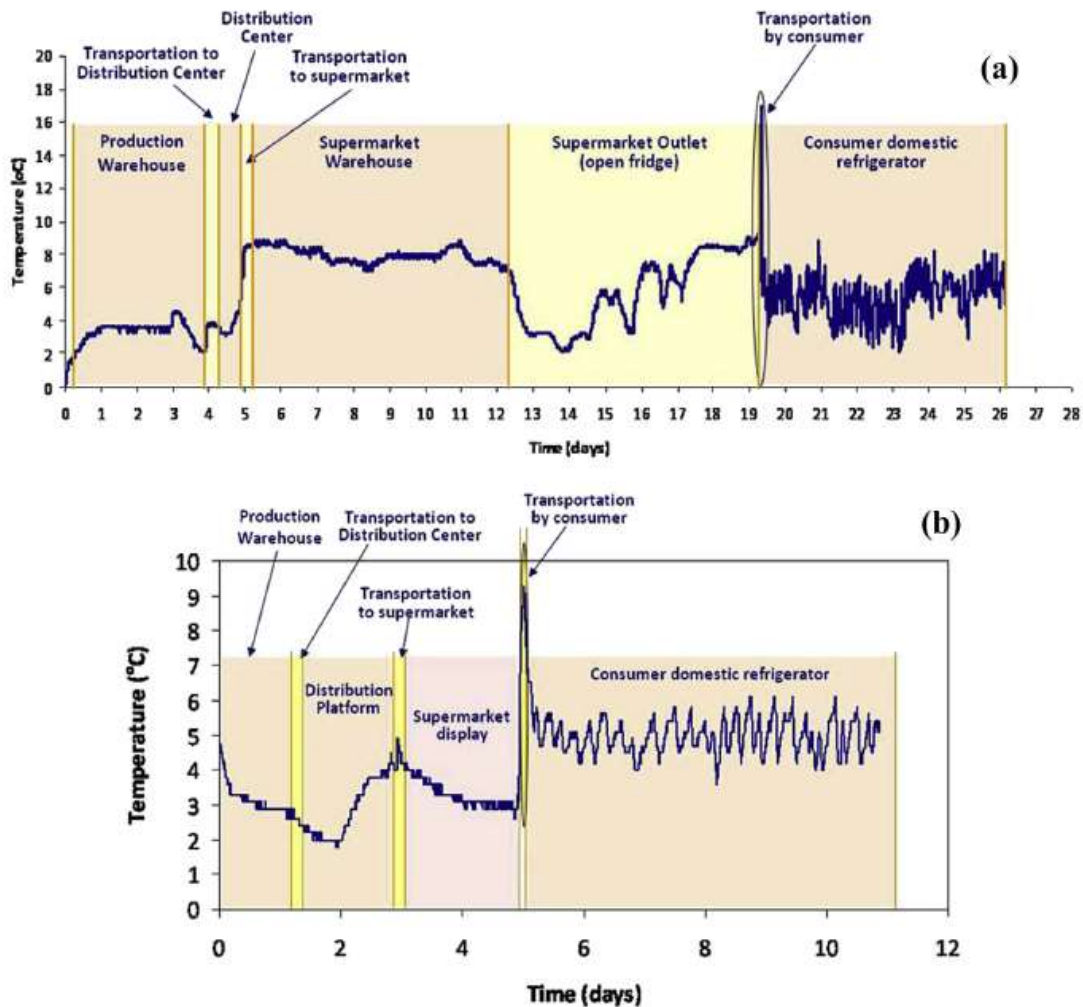 Distribution
Center
Transportation
by consumer
Transportation to
Distribution Center
Transportation
to supermarket
(a)
20
18
16
14
12
10
8
6
4
2
0
Temperature (oC)
Production
Warehouse
Supermarket
Warehouse
Supermarket Outlet
(open fridge)
Consumer domestic
refrigerator
0 1 2 3 4 5 6 7 8 9 10 11 12 13 14 15 16 17 18 19 20 21 22 23 24 25 26 27 28
Time (days)
Production
Warehouse
Transportation to
Distribution Center
Transportation
by consumer
(b)
Transportation
to supermarket
10
9
8
7
6
5
4
3
2
1
0
Temperature (°C)
Distribution
Platform
Supermarket
display
Consumer domestic refrigerator
0 2 4 6 8 10 12
Time (days)